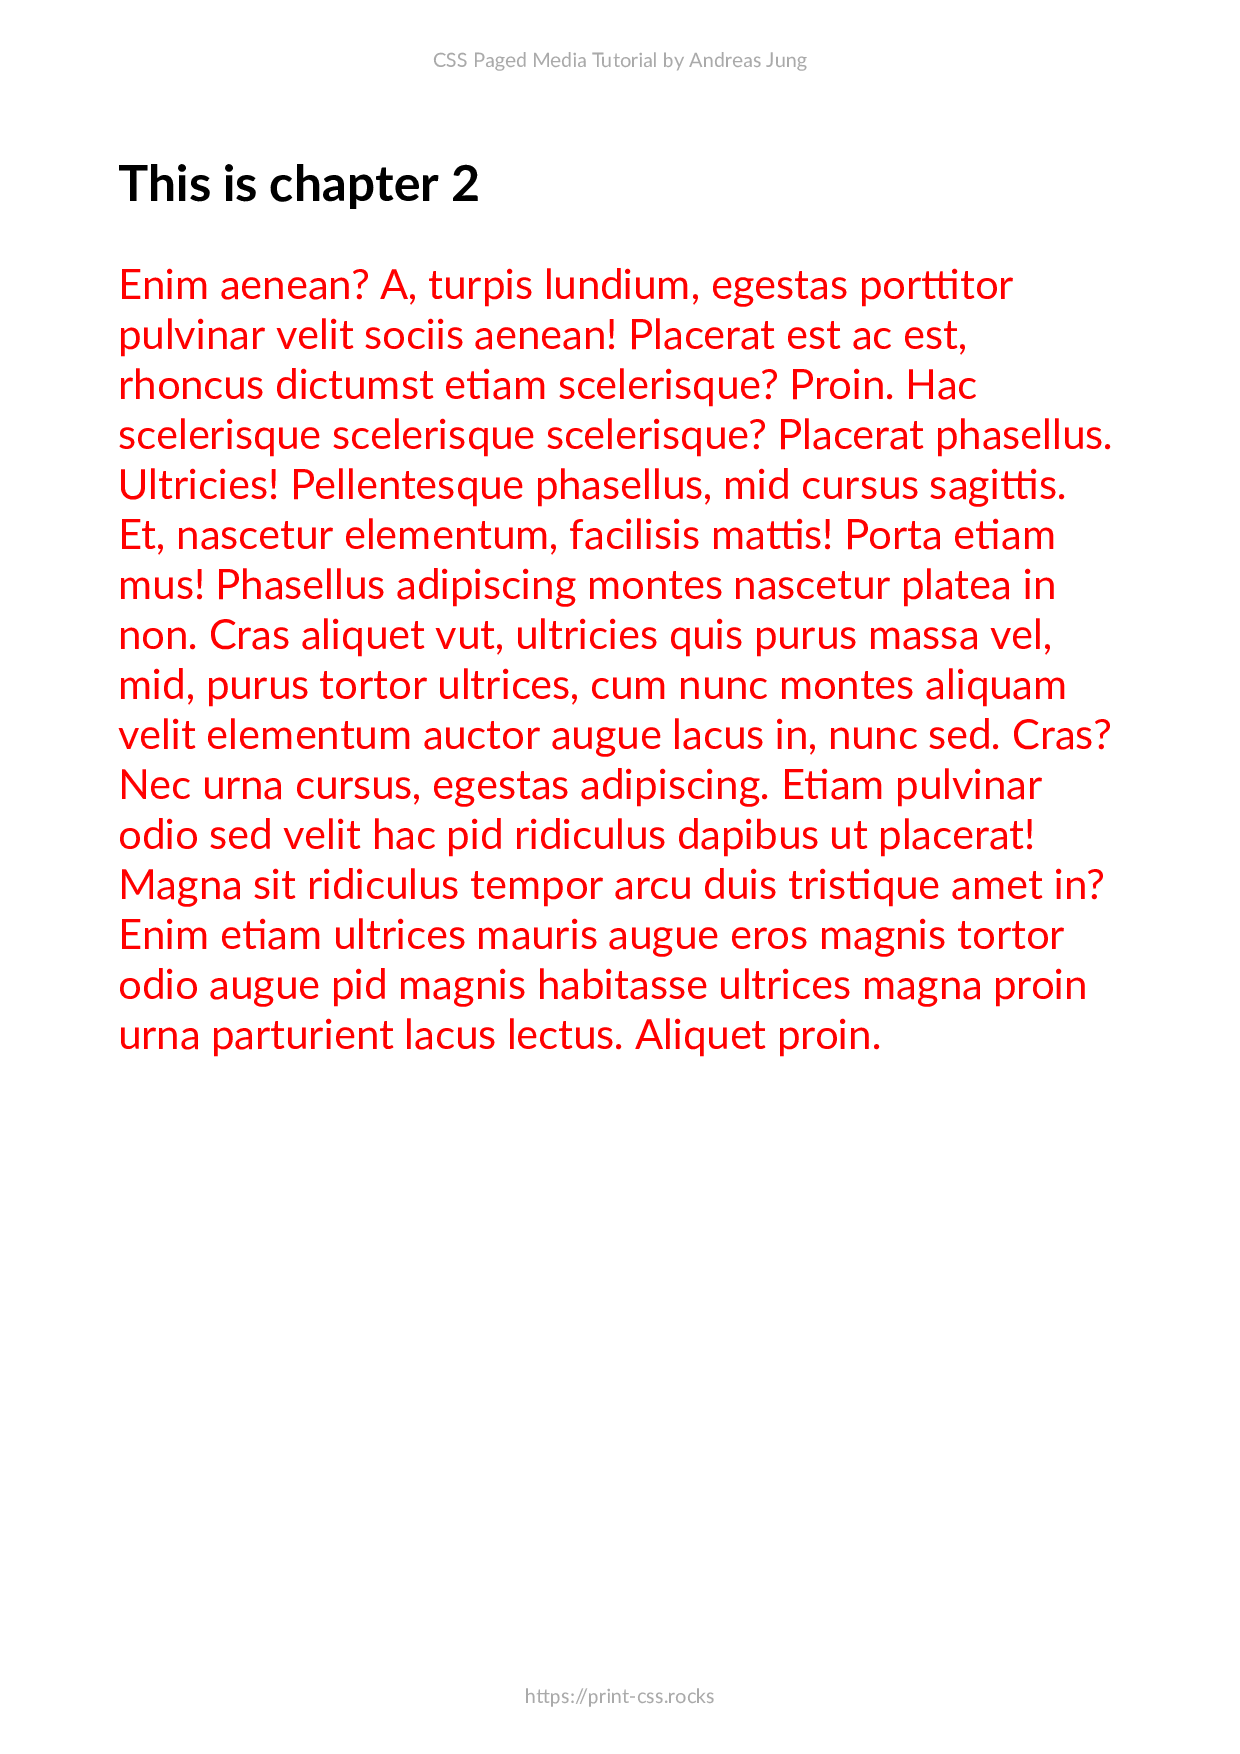 CSS Paged Media Tutorial by Andreas Jung
This is chapter 2
Enim aenean? A, turpis lundium, egestas porttitor
pulvinar velit sociis aenean! Placerat est ac est,
rhoncus dictumst etiam scelerisque? Proin. Hac
scelerisque scelerisque scelerisque? Placerat phasellus.
Ultricies! Pellentesque phasellus, mid cursus sagittis.
Et, nascetur elementum, facilisis mattis! Porta etiam
mus! Phasellus adipiscing montes nascetur platea in
non. Cras aliquet vut, ultricies quis purus massa vel,
mid, purus tortor ultrices, cum nunc montes aliquam
velit elementum auctor augue lacus in, nunc sed. Cras?
Nec urna cursus, egestas adipiscing. Etiam pulvinar
odio sed velit hac pid ridiculus dapibus ut placerat!
Magna sit ridiculus tempor arcu duis tristique amet in?
Enim etiam ultrices mauris augue eros magnis tortor
odio augue pid magnis habitasse ultrices magna proin
urna parturient lacus lectus. Aliquet proin.
https://print-css.rocks